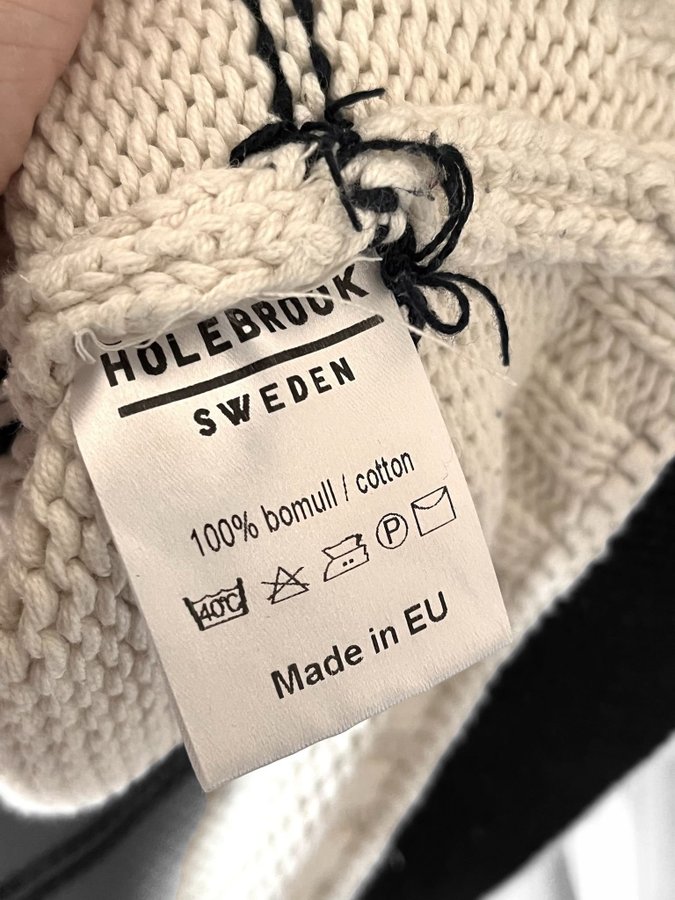 HOLEBROOK
SWEDEN
100% bomull / cotton
40°C P
Made in EU